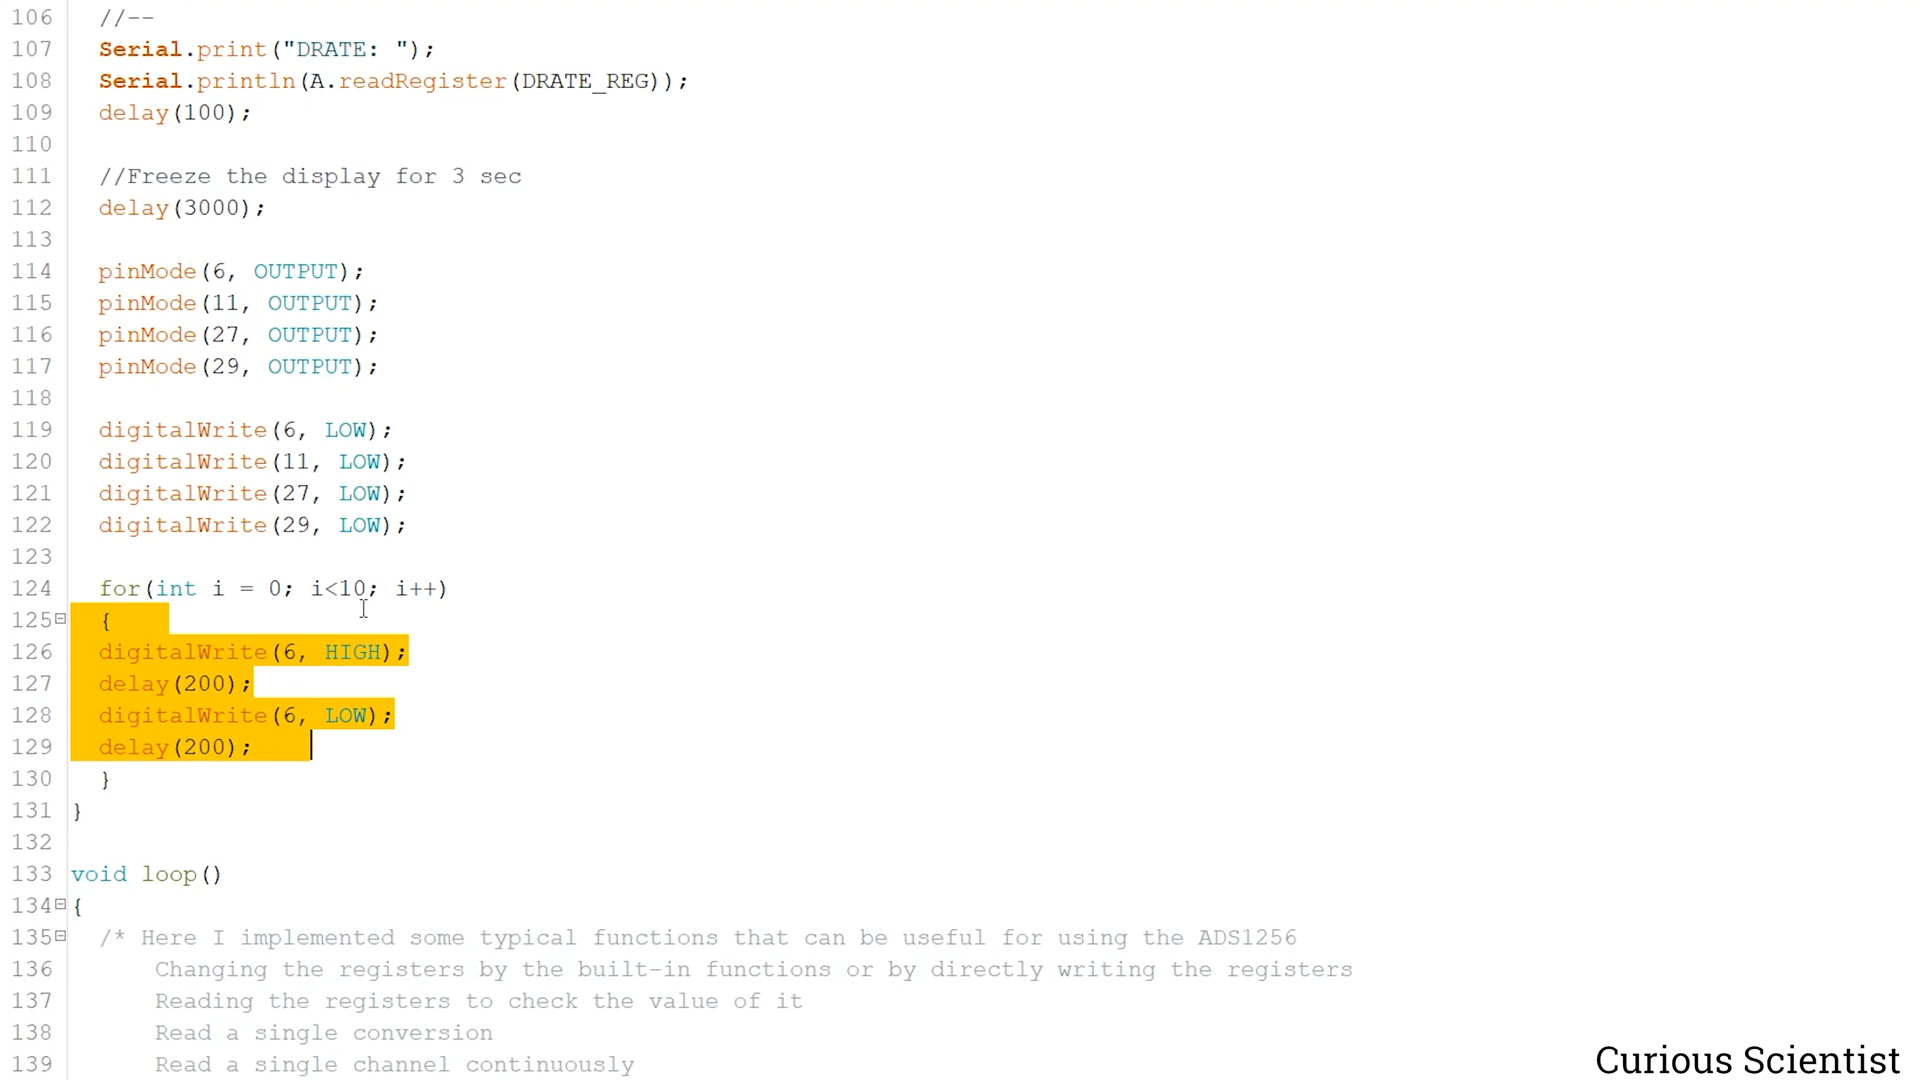 106 //--
107 Serial.print("DRATE: ");
108 Serial.println(A.readRegister(DRATE_REG));
109 delay(100);
110
111 //Freeze the display for 3 sec
112 delay(3000);
113
114 pinMode(6, OUTPUT);
115 pinMode(11, OUTPUT);
116 pinMode(27, OUTPUT);
117 pinMode(29, OUTPUT);
118
119 digitalWrite(6, LOW);
120 digitalWrite(11, LOW);
121 digitalWrite(27, LOW);
122 digitalWrite(29, LOW);
123
124 for(int i = 0; i<10; i++)
125 {
126 digitalWrite(6, HIGH);
127 delay(200);
128 digitalWrite(6, LOW);
129 delay(200);
130 }
131 }
132
133 void loop()
134 {
135 /* Here I implemented some typical functions that can be useful for using the ADS1256
136 Changing the registers by the built-in functions or by directly writing the registers
137 Reading the registers to check the value of it
138 Read a single conversion
139 Read a single channel continuously
Curious Scientist